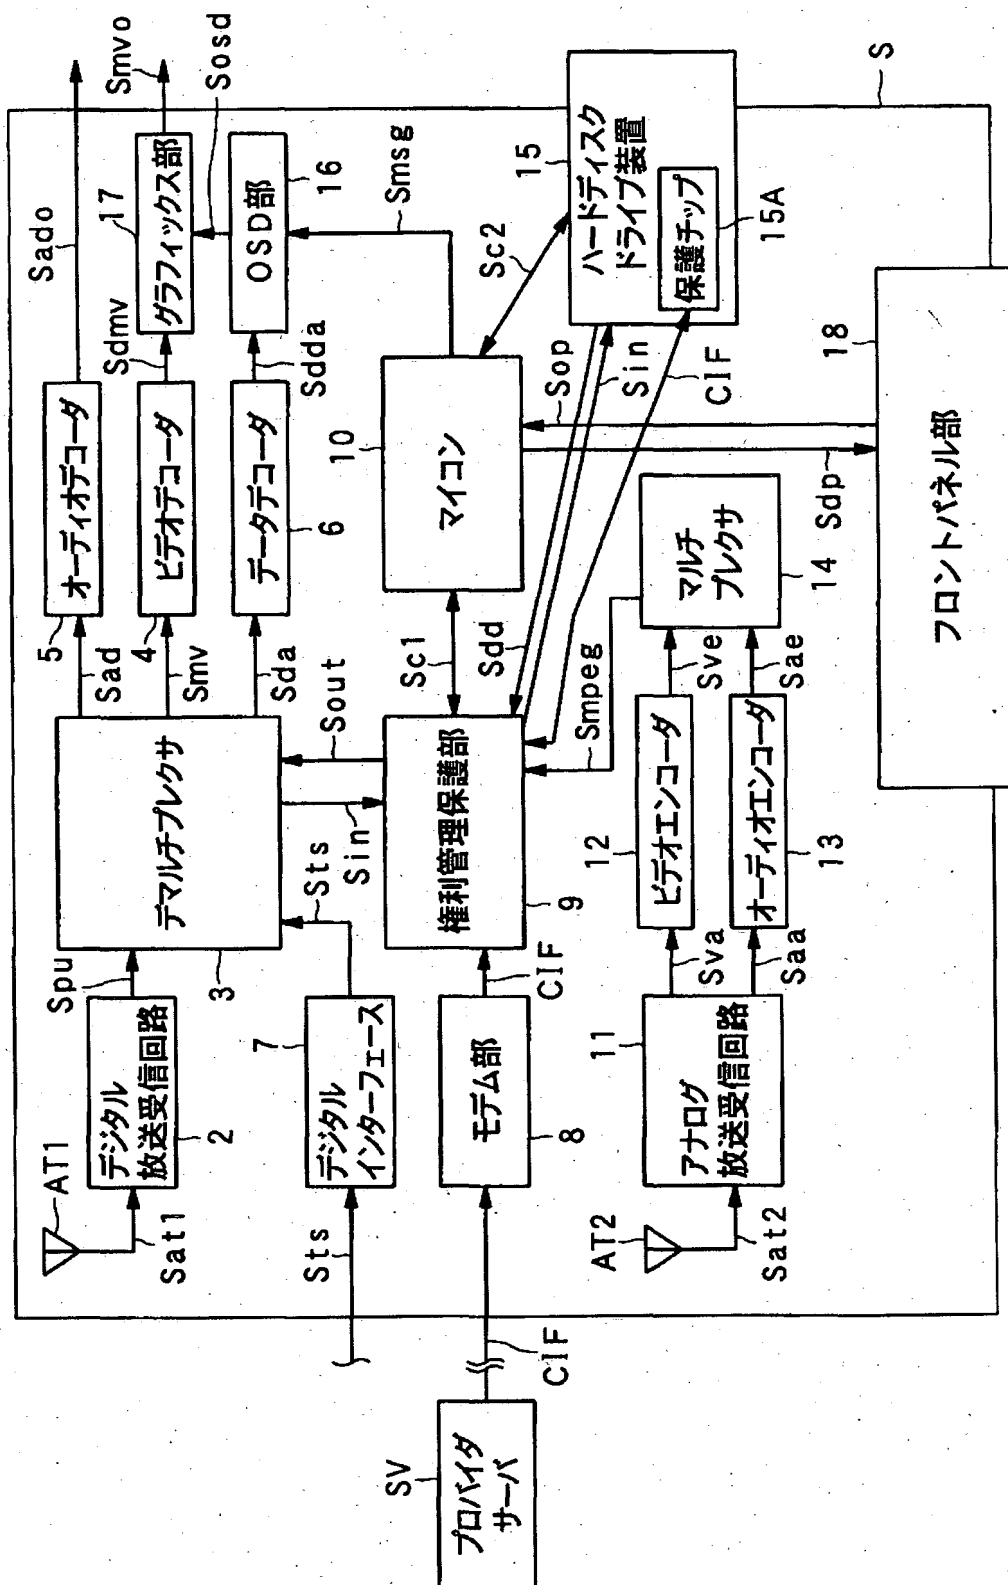 Sado
Smvo
Sosd
17
グラフィックス部
Sdmv
オーディオデコーダ
5
Sad
ビデオデコーダ
4
Smv
OSD部
16
Sdda
データデコーダ
6
Sda
Smsg
デマルチプレクサ
3
Spu
デジタル
放送受信回路
2
AT1
Sat1
Sout
Sin
Sts
デジタル
インターフェース
7
Sts
マイコン
10
Sc1
Sc2
ハードディスク
ドライブ装置
15
保護チップ
15A
S
権利管理保護部
9
CIF
モデム部
8
CIF
SV
プロバイダ
サーバ
Sdd
Sin
CIF
Sop
Sdp
Smpeg
マルチ
プレクサ
14
Sve
Sae
ビデオエンコーダ
12
オーディオエンコーダ
13
Sva
Saa
アナログ
放送受信回路
11
AT2
Sat2
フロントパネル部
18